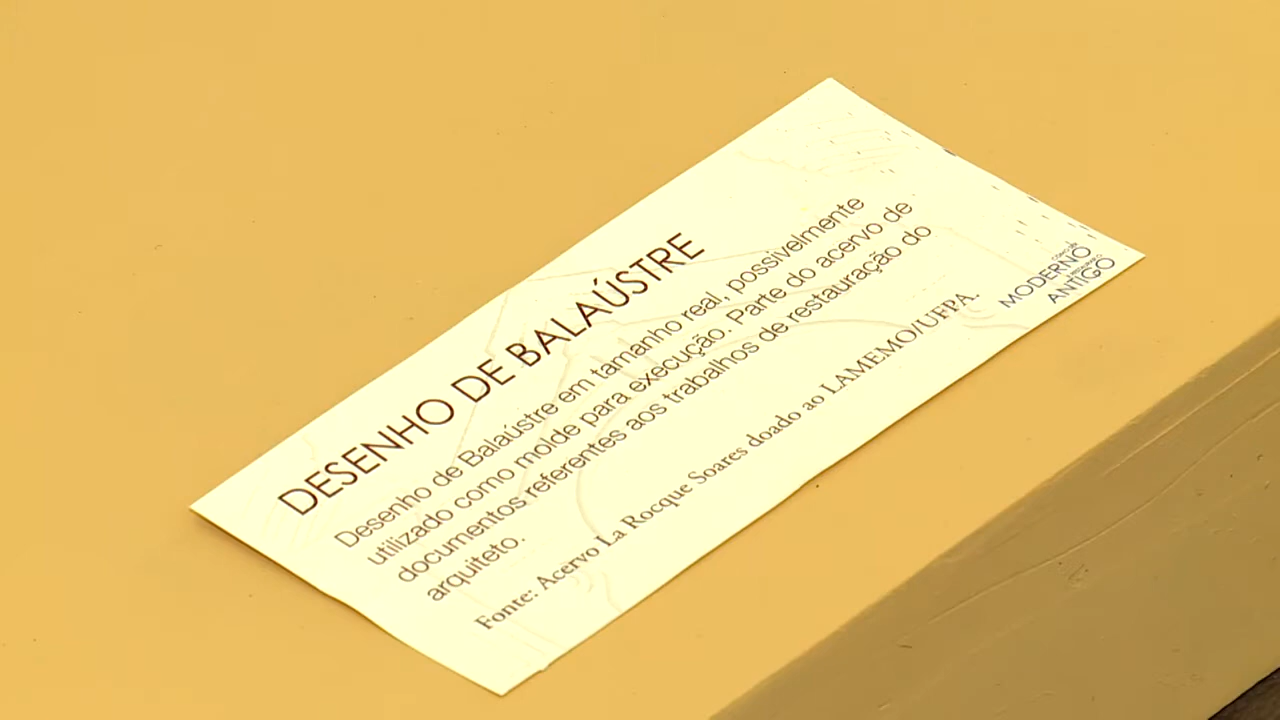 DESENHO DE BALAÚSTRE
Desenho de Balaústre em tamanho real, possivelmente
utilizado como molde para execução. Parte do acervo de
documentos referentes aos trabalhos de restauração do
arquiteto.
Fonte: Acervo La Rocque Soares doado ao LAMEMO/UFPA.
MODERNO
ANTIGO